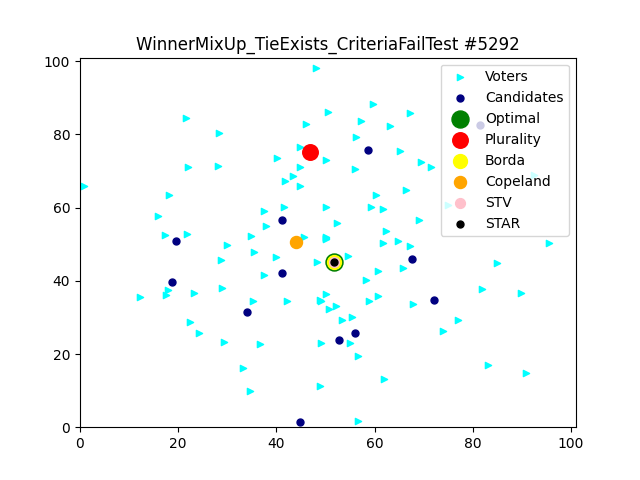 WinnerMixUp_TieExists_CriteriaFailTest #5292
100
80
60
40
20
0
0 20 40 60 80 100
Voters
Candidates
Optimal
Plurality
Borda
Copeland
STV
STAR